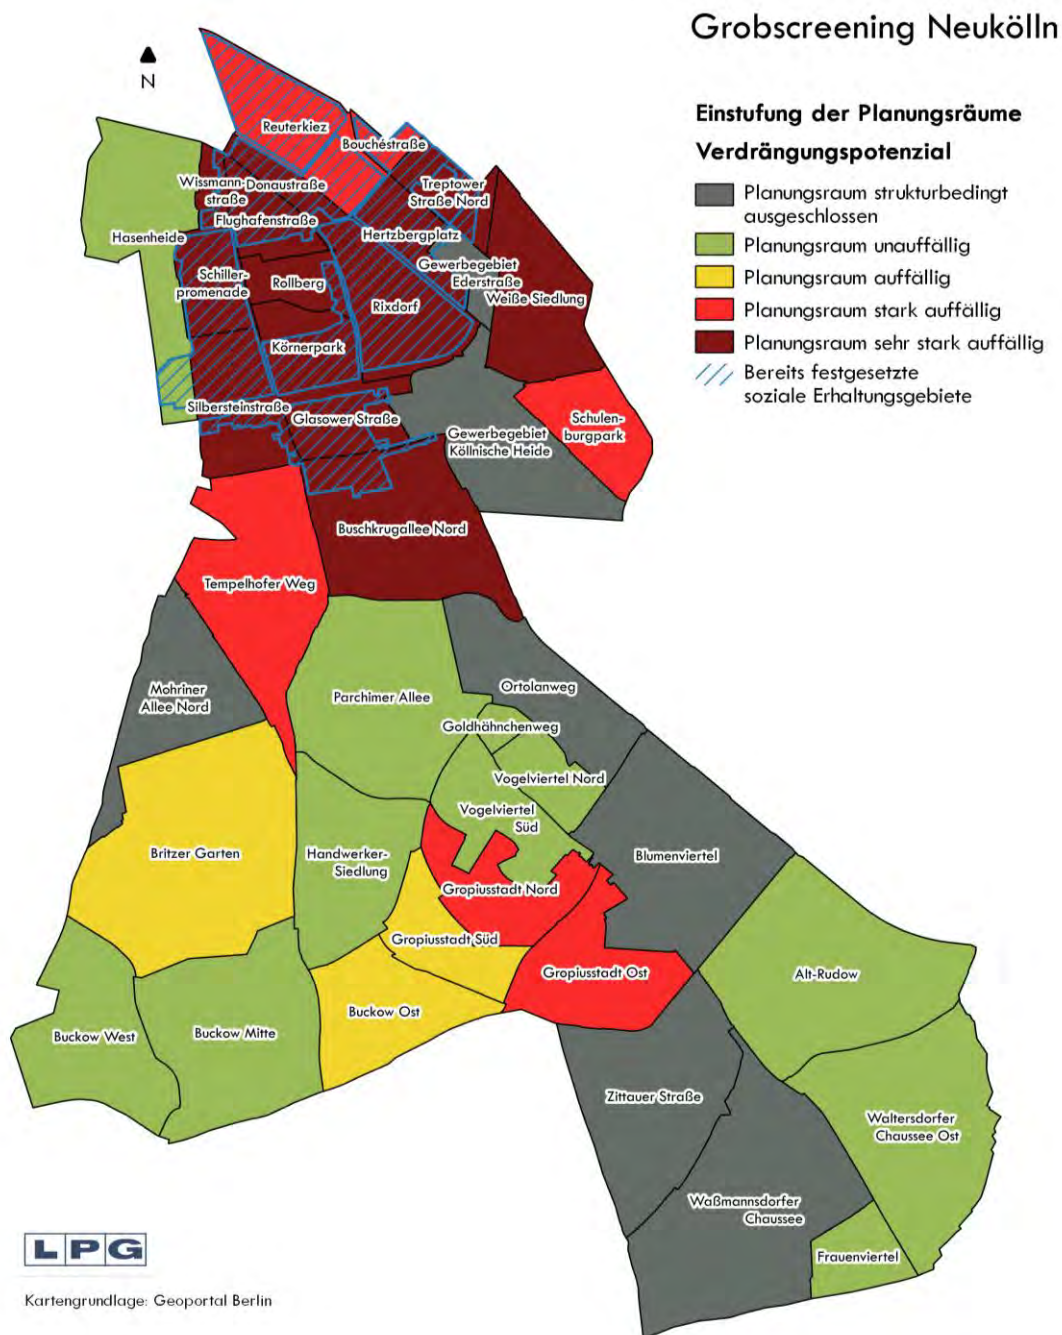 Grobscreening Neukölln
Einstufung der Planungsräume
Verdrängungspotenzial
Planungsraum strukturbedingt
ausgeschlossen
Planungsraum unauffällig
Planungsraum auffällig
Planungsraum stark auffällig
Planungsraum sehr stark auffällig
Bereits festgesetzte
soziale Erhaltungsgebiete
N
Reuterkiez
Bouchéstraße
Wissmann-
straße
Donaustraße
Treptower
Straße Nord
Flughafenstraße
Hasenheide
Hertzbergplatz
Gewerbegebiet
Ederstraße
Schiller-
promenade
Rollberg
Weiße Siedlung
Rixdorf
Körnerpark
Silbersteinstraße
Glasower Straße
Schulen-
burgpark
Gewerbegebiet
Köllnische Heide
Buschkrugallee Nord
Tempelhofer Weg
Mohriner
Allee Nord
Parchimer Allee
Ortolanweg
Goldhähnchenweg
Vogelviertel Nord
Vogelviertel
Süd
Britzer Garten
Handwerker-
Siedlung
Blumenviertel
Gropiusstadt Nord
Gropiusstadt Süd
Gropiusstadt Ost
Alt-Rudow
Buckow Ost
Buckow West
Buckow Mitte
Zittauer Straße
Waltersdorfer
Chaussee Ost
Waßmannsdorfer
Chaussee
Frauenviertel
LPG
Kartengrundlage: Geoportal Berlin